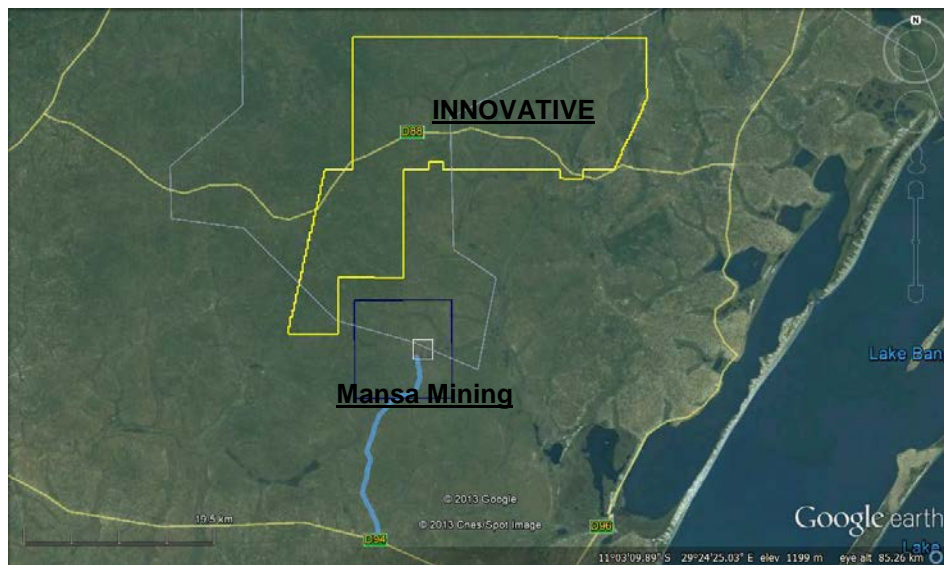 N
INNOVATIVE
D88
Lake Ban
Mansa Mining
© 2013 Google
19.5 km
© 2013 Cnes/Spot Image
D94
D96
Google earth
Lake
11°03'09.89" S 29°24'25.03" E elev 1199 m eye alt 85.26 km